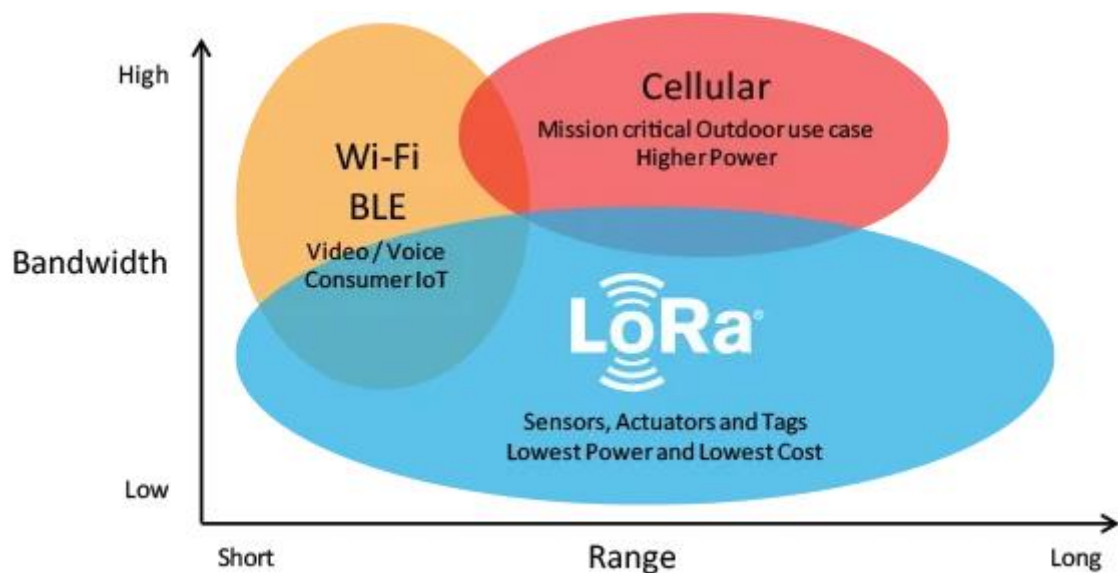 High
Cellular
Mission critical Outdoor use case
Higher Power
Wi-Fi
BLE
Video / Voice
Consumer IoT
Bandwidth
LoRa®
Sensors, Actuators and Tags
Lowest Power and Lowest Cost
Low
Short
Range
Long